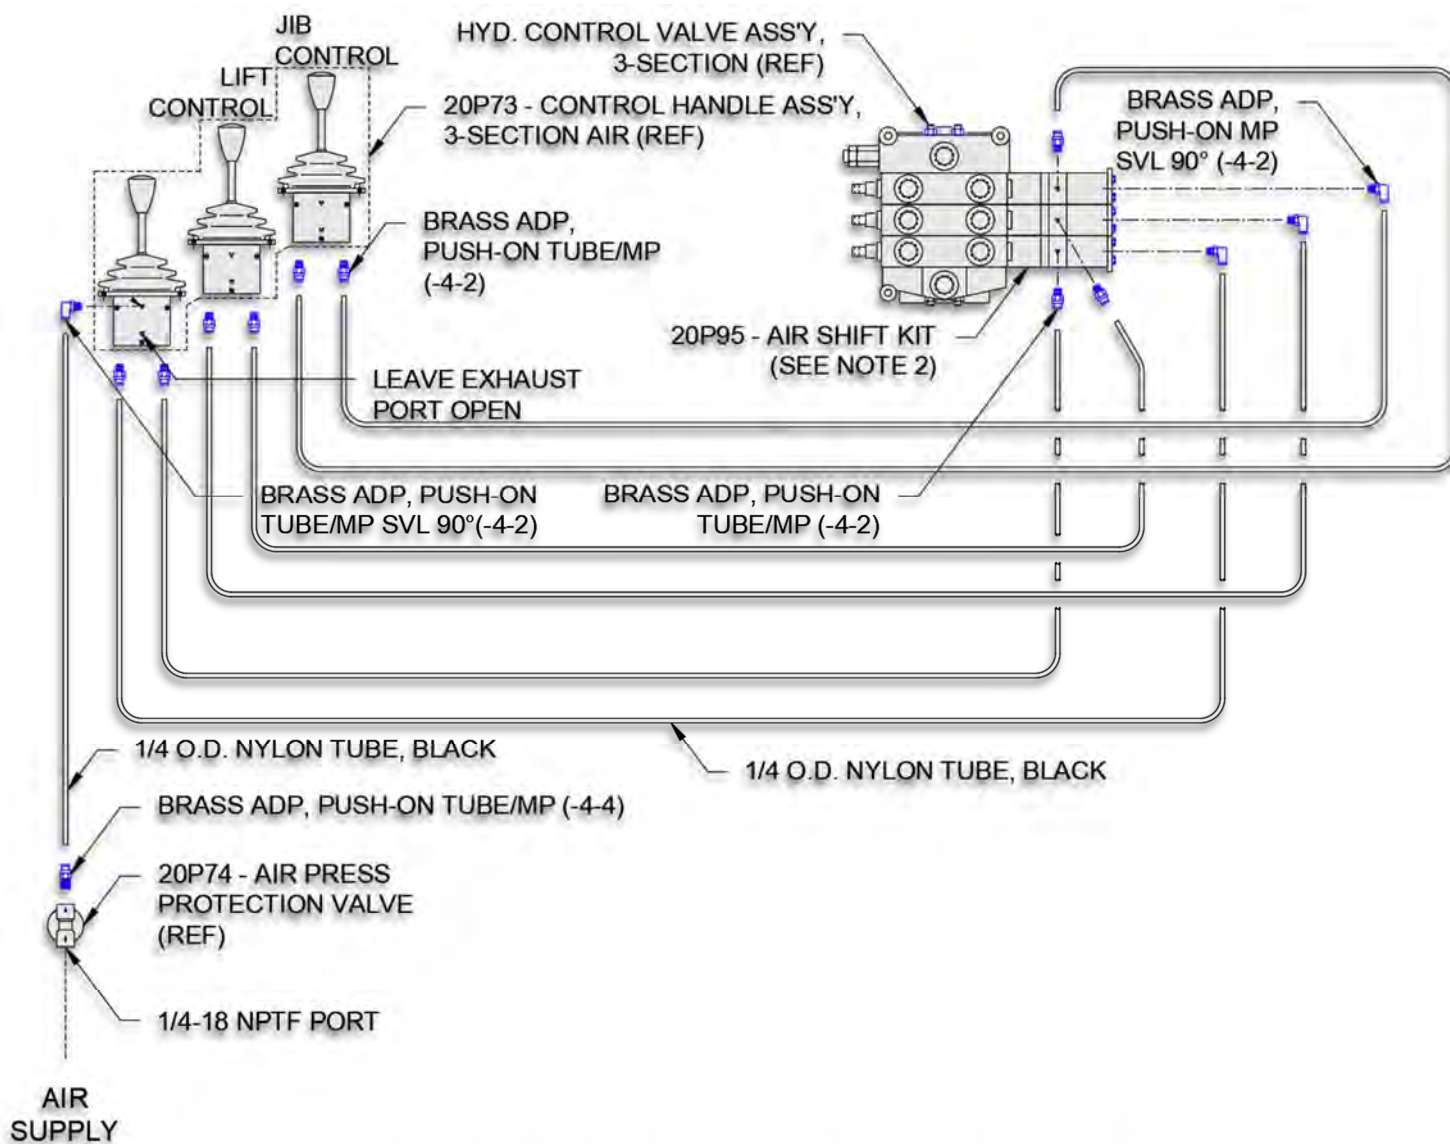 JIB
CONTROL
LIFT
CONTROL
20P73 - CONTROL HANDLE ASS'Y,
3-SECTION AIR (REF)
HYD. CONTROL VALVE ASS'Y,
3-SECTION (REF)
BRASS ADP,
PUSH-ON MP
SVL 90° (-4-2)
BRASS ADP,
PUSH-ON TUBE/MP
(-4-2)
20P95 - AIR SHIFT KIT
(SEE NOTE 2)
LEAVE EXHAUST
PORT OPEN
BRASS ADP, PUSH-ON
TUBE/MP SVL 90°(-4-2)
BRASS ADP, PUSH-ON
TUBE/MP (-4-2)
1/4 O.D. NYLON TUBE, BLACK
1/4 O.D. NYLON TUBE, BLACK
BRASS ADP, PUSH-ON TUBE/MP (-4-4)
20P74 - AIR PRESS
PROTECTION VALVE
(REF)
1/4-18 NPTF PORT
AIR
SUPPLY